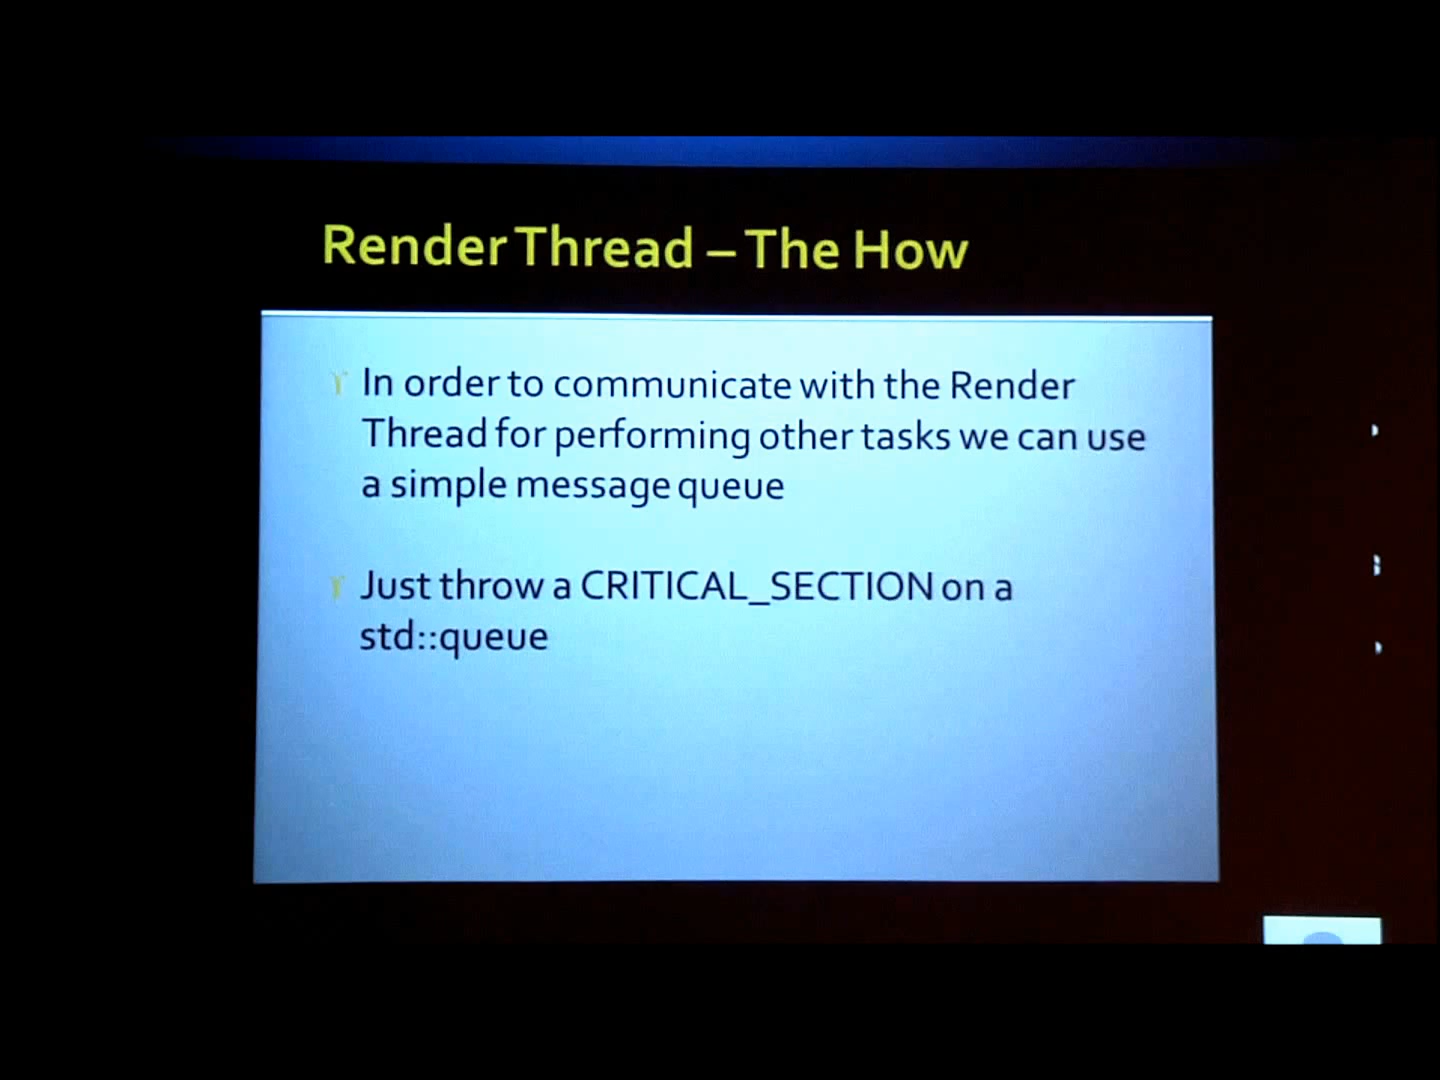 Render Thread – The How
In order to communicate with the Render
Thread for performing other tasks we can use
a simple message queue
Just throw a CRITICAL_SECTION on a
std::queue